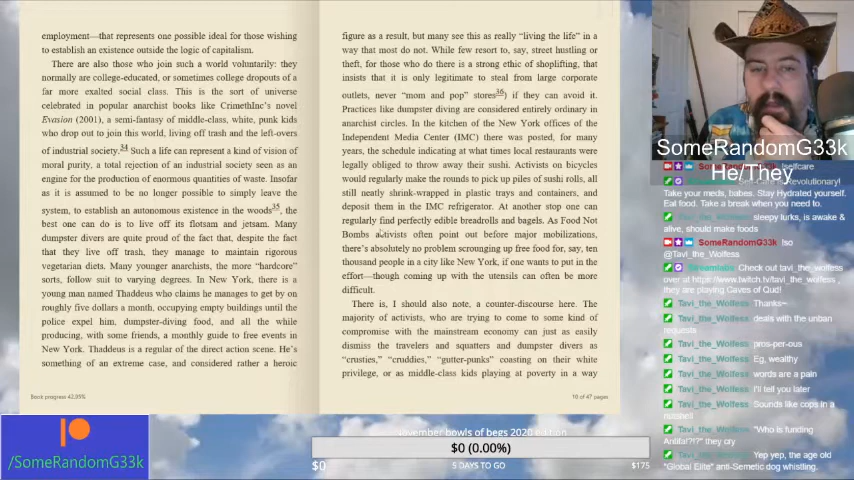 employment—that represents one possible ideal for those wishing
to establish an existence outside the logic of capitalism.
There are also those who join such a world voluntarily: they
normally are college-educated, or sometimes college dropouts of a
far more exalted social class. This is the sort of universe
celebrated in popular anarchist books like CrimethInc's novel
Evasion (2001), a semi-fantasy of middle-class, white, punk kids
who drop out to join this world, living off trash and the left-overs
of industrial society.34 Such a life can represent a kind of vision of
moral purity, a total rejection of an industrial society seen as an
engine for the production of enormous quantities of waste. Insofar
as it is assumed to be no longer possible to simply leave the
system, to establish an autonomous existence in the woods35, the
best one can do is to live off its flotsam and jetsam. Many
dumpster divers are quite proud of the fact that, despite the fact
that they live off trash, they manage to maintain rigorous
vegetarian diets. Many younger anarchists, the more "hardcore"
sorts, follow suit to varying degrees. In New York, there is a
young man named Thaddeus who claims he manages to get by on
roughly five dollars a month, occupying empty buildings until the
police expel him, dumpster-diving food, and all the while
producing, with some friends, a monthly guide to free events in
New York. Thaddeus is a regular of the direct action scene. He's
something of an extreme case, and considered rather a heroic
Book progress 42.95%
figure as a result, but many see this as really "living the life" in a
way that most do not. While few resort to, say, street hustling or
theft, for those who do there is a strong ethic of shoplifting, that
insists that it is only legitimate to steal from large corporate
outlets, never "mom and pop" stores36) if they can avoid it.
Practices like dumpster diving are considered entirely ordinary in
anarchist circles. In the kitchen of the New York offices of the
Independent Media Center (IMC) there was posted, for many
years, the schedule indicating at what times local restaurants were
legally obliged to throw away their sushi. Activists on bicycles
would regularly make the rounds to pick up piles of sushi rolls, all
still neatly shrink-wrapped in plastic trays and containers, and
deposit them in the IMC refrigerator. At another stop one can
regularly find perfectly edible breadrolls and bagels. As Food Not
Bombs activists often point out before major mobilizations,
there's absolutely no problem scrounging up free food for, say, ten
thousand people in a city like New York, if one wants to put in the
effort—though coming up with the utensils can often be more
difficult.
There is, I should also note, a counter-discourse here. The
majority of activists, who are trying to come to some kind of
compromise with the mainstream economy can just as easily
dismiss the travelers and squatters and dumpster divers as
"crusties," "cruddies," "gutter-punks" coasting on their white
privilege, or as middle-class kids playing at poverty in a way
16 of 47 pages
SomeRandomG33k
He/They
#selfcare
Revolutionary!
Take your meds, babes. Stay Hydrated yourself.
Eat food. Take a break when you need to.
Tavi_the_Wolfess: sleepy lurks, is awake &
alive, should make foods
SomeRandomG33k: !so
@Tavi_the_Wolfess
Streamlabs: Check out tavi_the_wolfess
over at https://www.twitch.tv/tavi_the_wolfess ,
they are playing Caves of Qud!
Tavi_the_Wolfess: Thanks~
Tavi_the_Wolfess: deals with the unban
requests
Tavi_the_Wolfess: pros-per-ous
Tavi_the_Wolfess: Eg, wealthy
Tavi_the_Wolfess: words are a pain
Tavi_the_Wolfess: I'll tell you later
Tavi_the_Wolfess: Sounds like cops in a
nutshell
Tavi_the_Wolfess: "Who is funding
Antifa!?!?" they cry
Tavi_the_Wolfess: Yep yep, the age old
"Global Elite" anti-Semetic dog whistling.
/SomeRandomG33k
november bowls of begs 2020 edition
$0 (0.00%)
$0
5 DAYS TO GO
$175